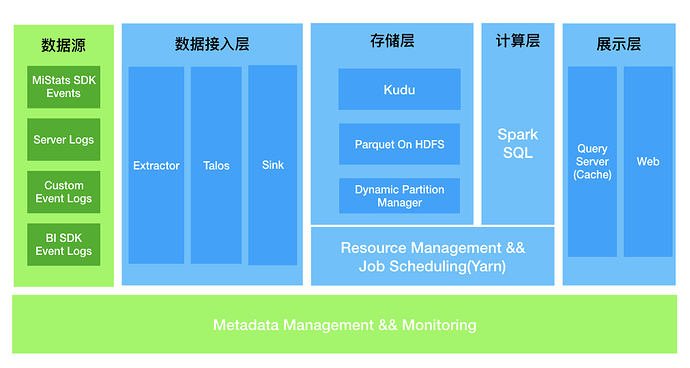 数据源
MiStats SDK
Events
Server Logs
Custom
Event Logs
BI SDK
Event Logs
数据接入层
Extractor
Talos
Sink
存储层
Kudu
Parquet On HDFS
Dynamic Partition
Manager
计算层
Spark
SQL
Resource Management &&
Job Scheduling(Yarn)
展示层
Query
Server
(Cache)
Web
Metadata Management && Monitoring